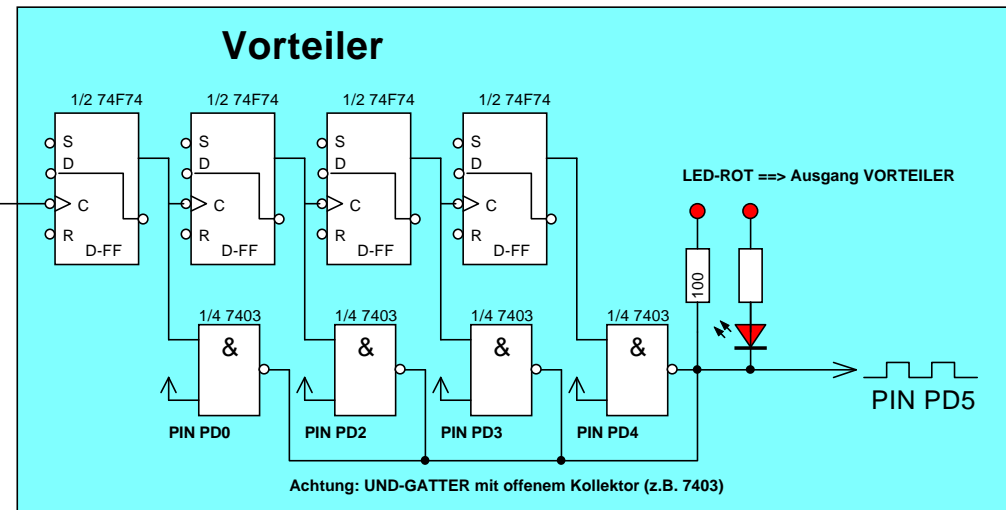 Vorteiler
1/2 74F74
1/2 74F74
1/2 74F74
1/2 74F74
S
D
C
R
D-FF
S
D
C
R
D-FF
S
D
C
R
D-FF
S
D
C
R
D-FF
LED-ROT ==> Ausgang VORTEILER
100
1/4 7403
1/4 7403
1/4 7403
1/4 7403
&
&
&
&
PIN PD0
PIN PD2
PIN PD3
PIN PD4
PIN PD5
Achtung: UND-GATTER mit offenem Kollektor (z.B. 7403)